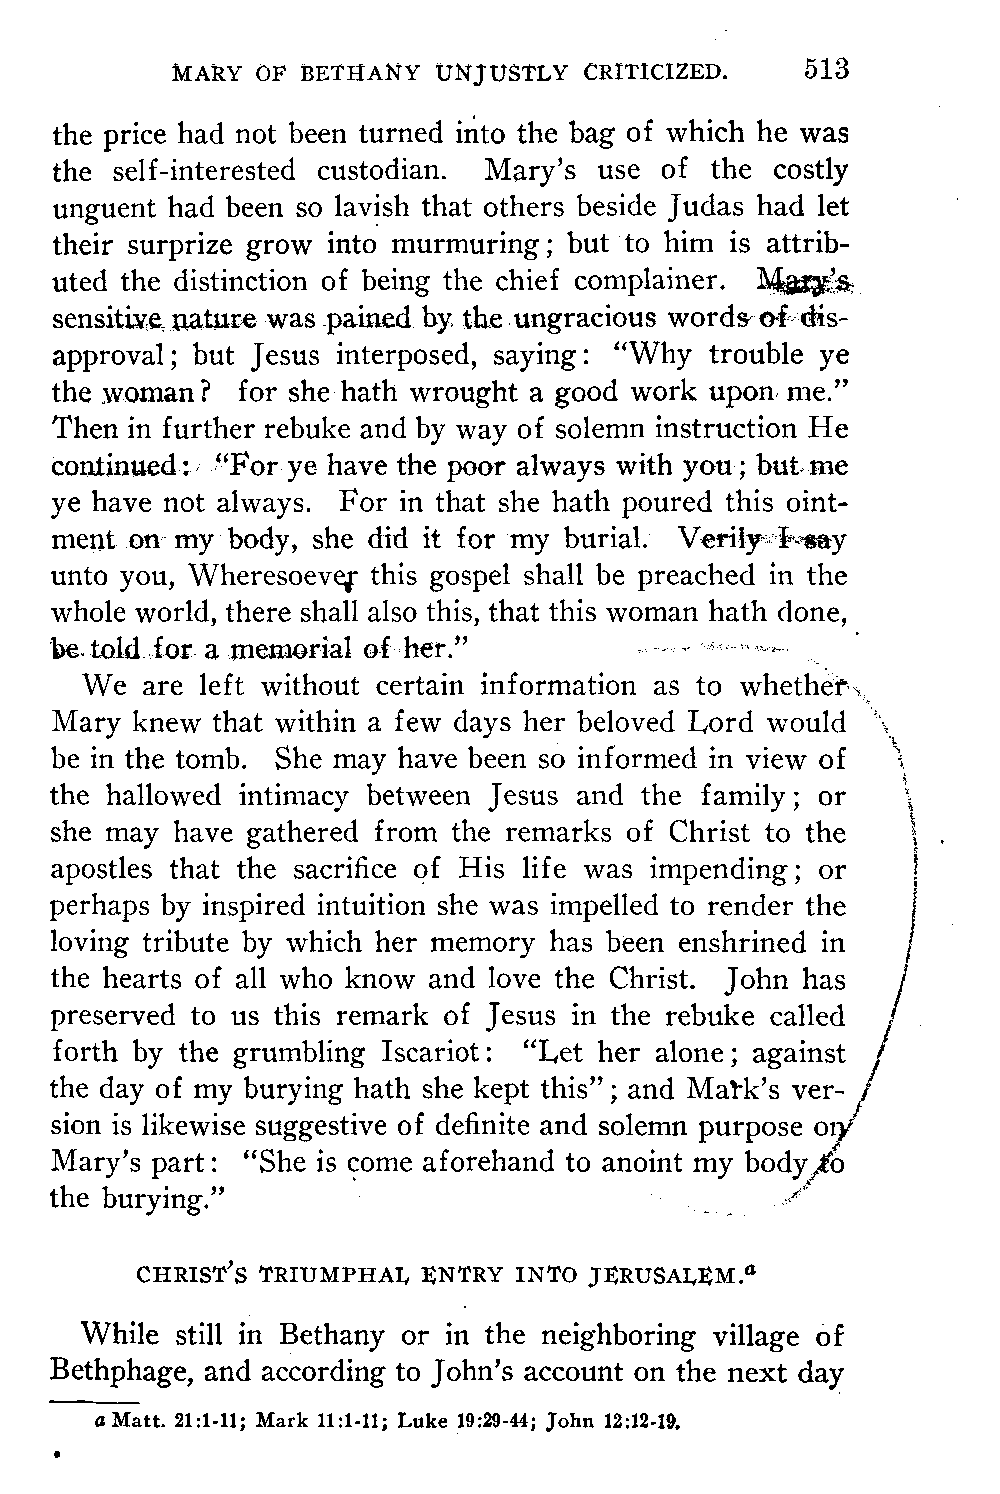 MARY OF BETHANY UNJUSTLY CRITICIZED. 513
the price had not been turned into the bag of which he was
the self-interested custodian. Mary's use of the costly
unguent had been so lavish that others beside Judas had let
their surprize grow into murmuring; but to him is attrib-
uted the distinction of being the chief complainer. Mary's
sensitive nature was pained by the ungracious words of dis-
approval; but Jesus interposed, saying: “Why trouble ye
the woman? for she hath wrought a good work upon me.”
Then in further rebuke and by way of solemn instruction He
continued: “For ye have the poor always with you; but me
ye have not always. For in that she hath poured this oint-
ment on my body, she did it for my burial. Verily I say
unto you, Wheresoever this gospel shall be preached in the
whole world, there shall also this, that this woman hath done,
be told for a memorial of her.”
We are left without certain information as to whether
Mary knew that within a few days her beloved Lord would
be in the tomb. She may have been so informed in view of
the hallowed intimacy between Jesus and the family; or
she may have gathered from the remarks of Christ to the
apostles that the sacrifice of His life was impending; or
perhaps by inspired intuition she was impelled to render the
loving tribute by which her memory has been enshrined in
the hearts of all who know and love the Christ. John has
preserved to us this remark of Jesus in the rebuke called
forth by the grumbling Iscariot: “Let her alone; against
the day of my burying hath she kept this”; and Mark's ver-
sion is likewise suggestive of definite and solemn purpose on
Mary's part: “She is come aforehand to anoint my body to
the burying.”
CHRIST'S TRIUMPHAL ENTRY INTO JERUSALEM.a
While still in Bethany or in the neighboring village of
Bethphage, and according to John's account on the next day
a Matt. 21:1-11; Mark 11:1-11; Luke 19:29-44; John 12:12-19.